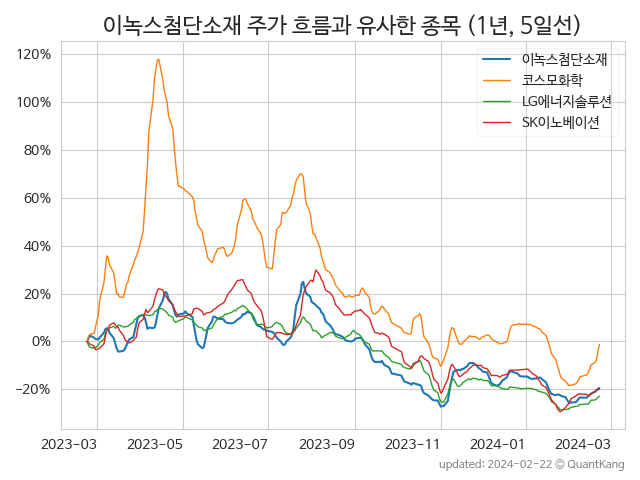 이녹스첨단소재 주가 흐름과 유사한 종목 (1년, 5일선)
이녹스첨단소재
코스모화학
LG에너지솔루션
SK이노베이션
120%
100%
80%
60%
40%
20%
0%
−20%
2023−03 2023−05 2023−07 2023−09 2023−11 2024−01 2024−03
updated: 2024-02-22 © QuantKang